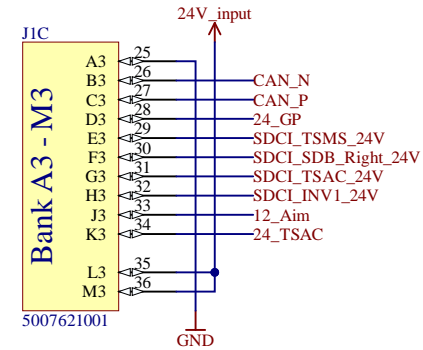 24V_input
J1C
Bank A3 - M3
A3 25
B3 26 CAN_N
C3 27 CAN_P
D3 28 24_GP
E3 29 SDCI_TSMS_24V
F3 30 SDCI_SDB_Right_24V
G3 31 SDCI_TSAC_24V
H3 32 SDCI_INV1_24V
J3 33 12_Aim
K3 34 24_TSAC
L3 35
M3 36
5007621001
GND